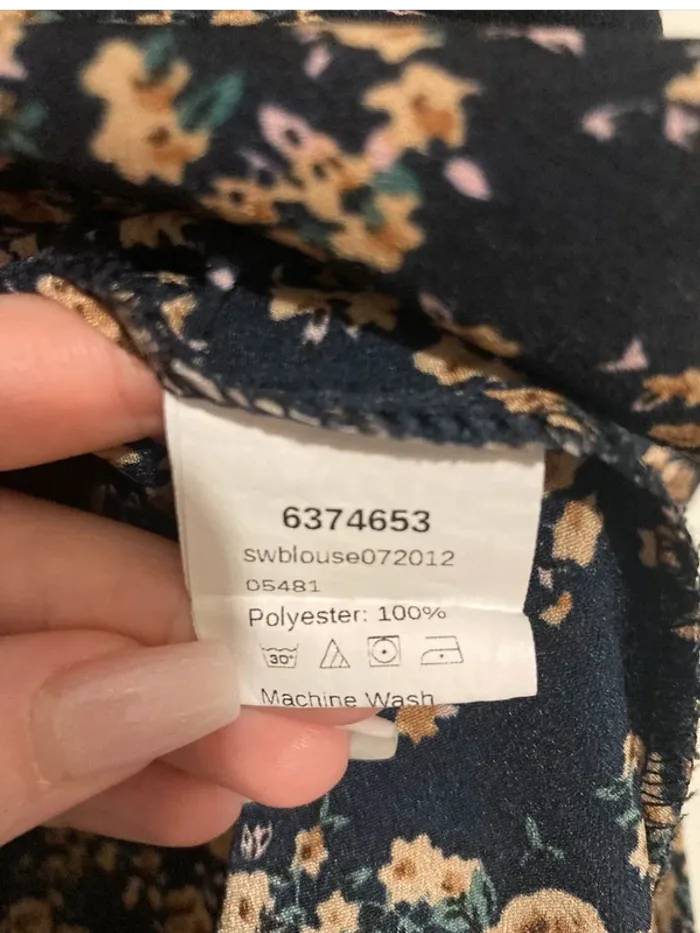 6374653
swblouse072012
05481
Polyester: 100%
30°
Machine Wash